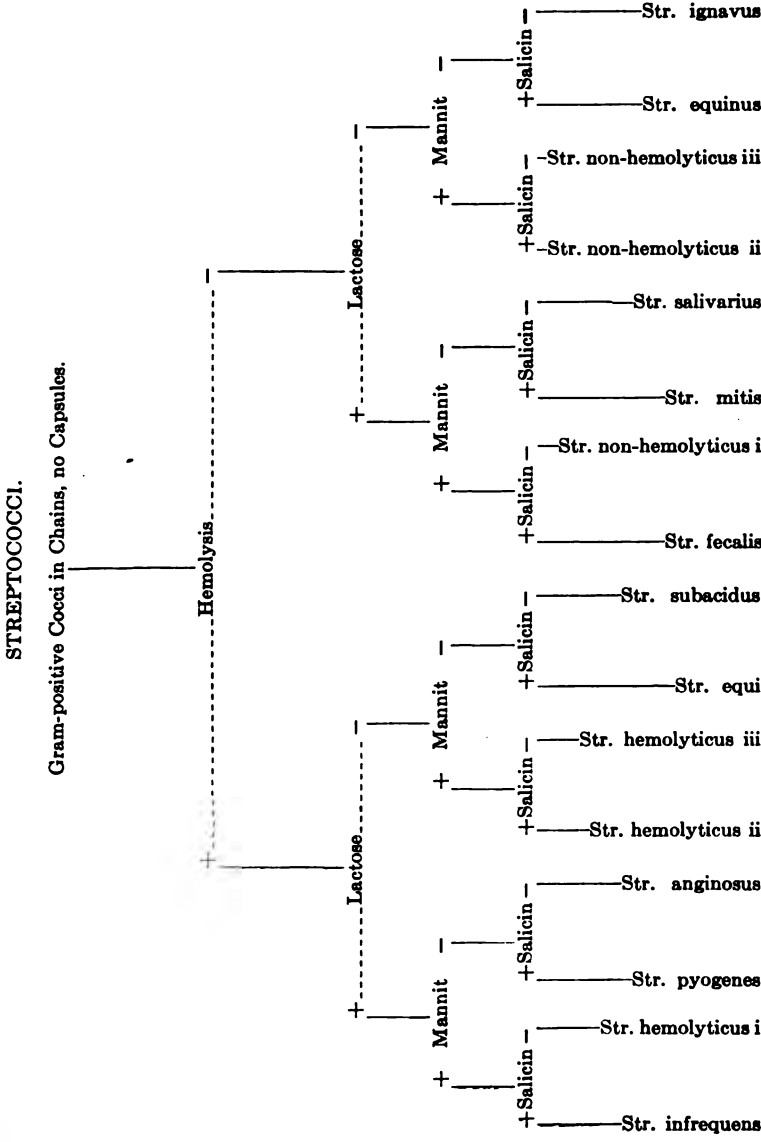 STREPTOCOCCI.
Gram-positive Cocci in Chains, no Capsules.
+ Hemolysis −
+ Lactose −
+ Lactose −
+ Mannit −
+ Mannit −
+ Mannit −
+ Mannit −
+ Salicin −
+ Salicin −
+ Salicin −
+ Salicin −
+ Salicin −
+ Salicin −
+ Salicin −
+ Salicin −
Str. infrequens
Str. hemolyticus i
Str. pyogenes
Str. anginosus
Str. hemolyticus ii
Str. hemolyticus iii
Str. equi
Str. subacidus
Str. fecalis
Str. non-hemolyticus i
Str. mitis
Str. salivarius
Str. non-hemolyticus ii
Str. non-hemolyticus iii
Str. equinus
Str. ignavus